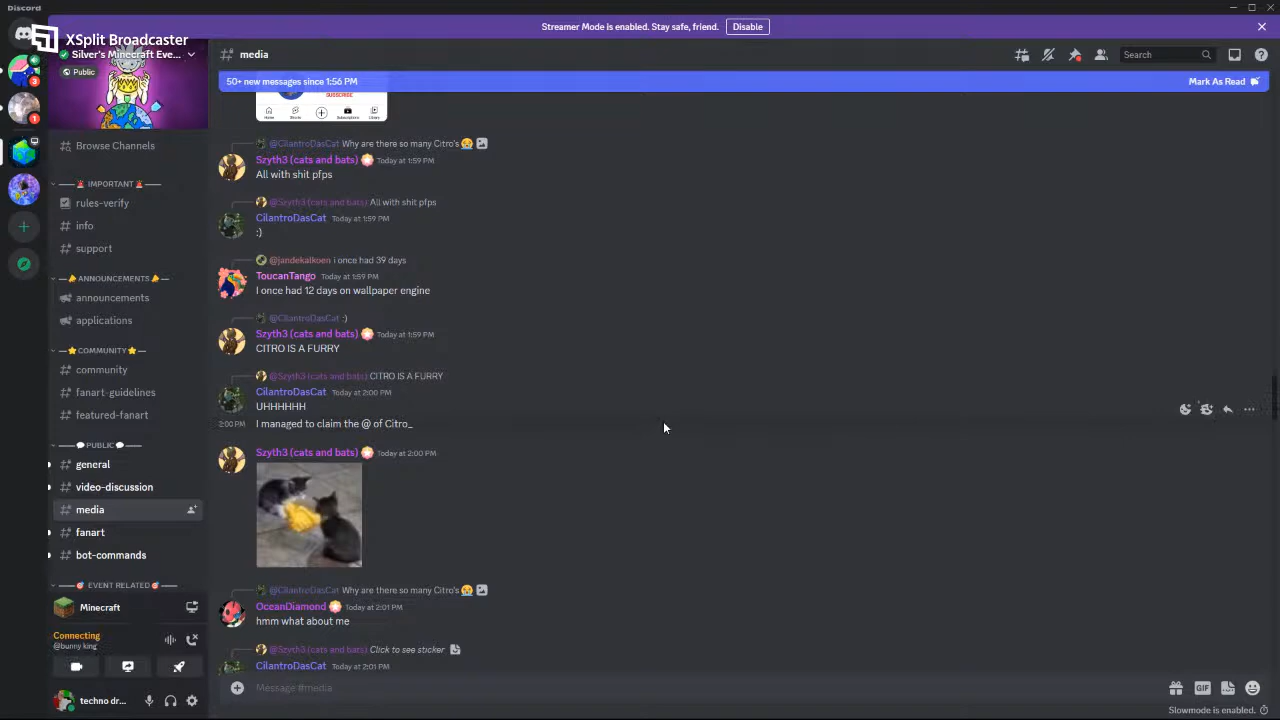 Discord
XSplit Broadcaster
Streamer Mode is enabled. Stay safe, friend.
Disable
Silver's Minecraft Eve...
Public
Browse Channels
IMPORTANT
rules-verify
info
support
ANNOUNCEMENTS
announcements
applications
COMMUNITY
community
fanart-guidelines
featured-fanart
PUBLIC
general
video-discussion
media
fanart
bot-commands
EVENT RELATED
Minecraft
Connecting
@bunny king
techno dr...
3
1
# media
Search
50+ new messages since 1:56 PM
Mark As Read
SUBSCRIBE
Home
Shorts
Subscriptions
Library
@CilantroDasCat Why are there so many Citro's
Szyth3 (cats and bats) Today at 1:59 PM
All with shit pfps
@Szyth3 (cats and bats) All with shit pfps
CilantroDasCat Today at 1:59 PM
:)
@jandekalkoen i once had 39 days
ToucanTango Today at 1:59 PM
I once had 12 days on wallpaper engine
@CilantroDasCat :)
Szyth3 (cats and bats) Today at 1:59 PM
CITRO IS A FURRY
@Szyth3 (cats and bats) CITRO IS A FURRY
CilantroDasCat Today at 2:00 PM
UHHHHHH
2:00 PM I managed to claim the @ of Citro_
Szyth3 (cats and bats) Today at 2:00 PM
@CilantroDasCat Why are there so many Citro's
OceanDiamond Today at 2:01 PM
hmm what about me
@Szyth3 (cats and bats) Click to see sticker
CilantroDasCat Today at 2:01 PM
Message #media
GIF
Slowmode is enabled.